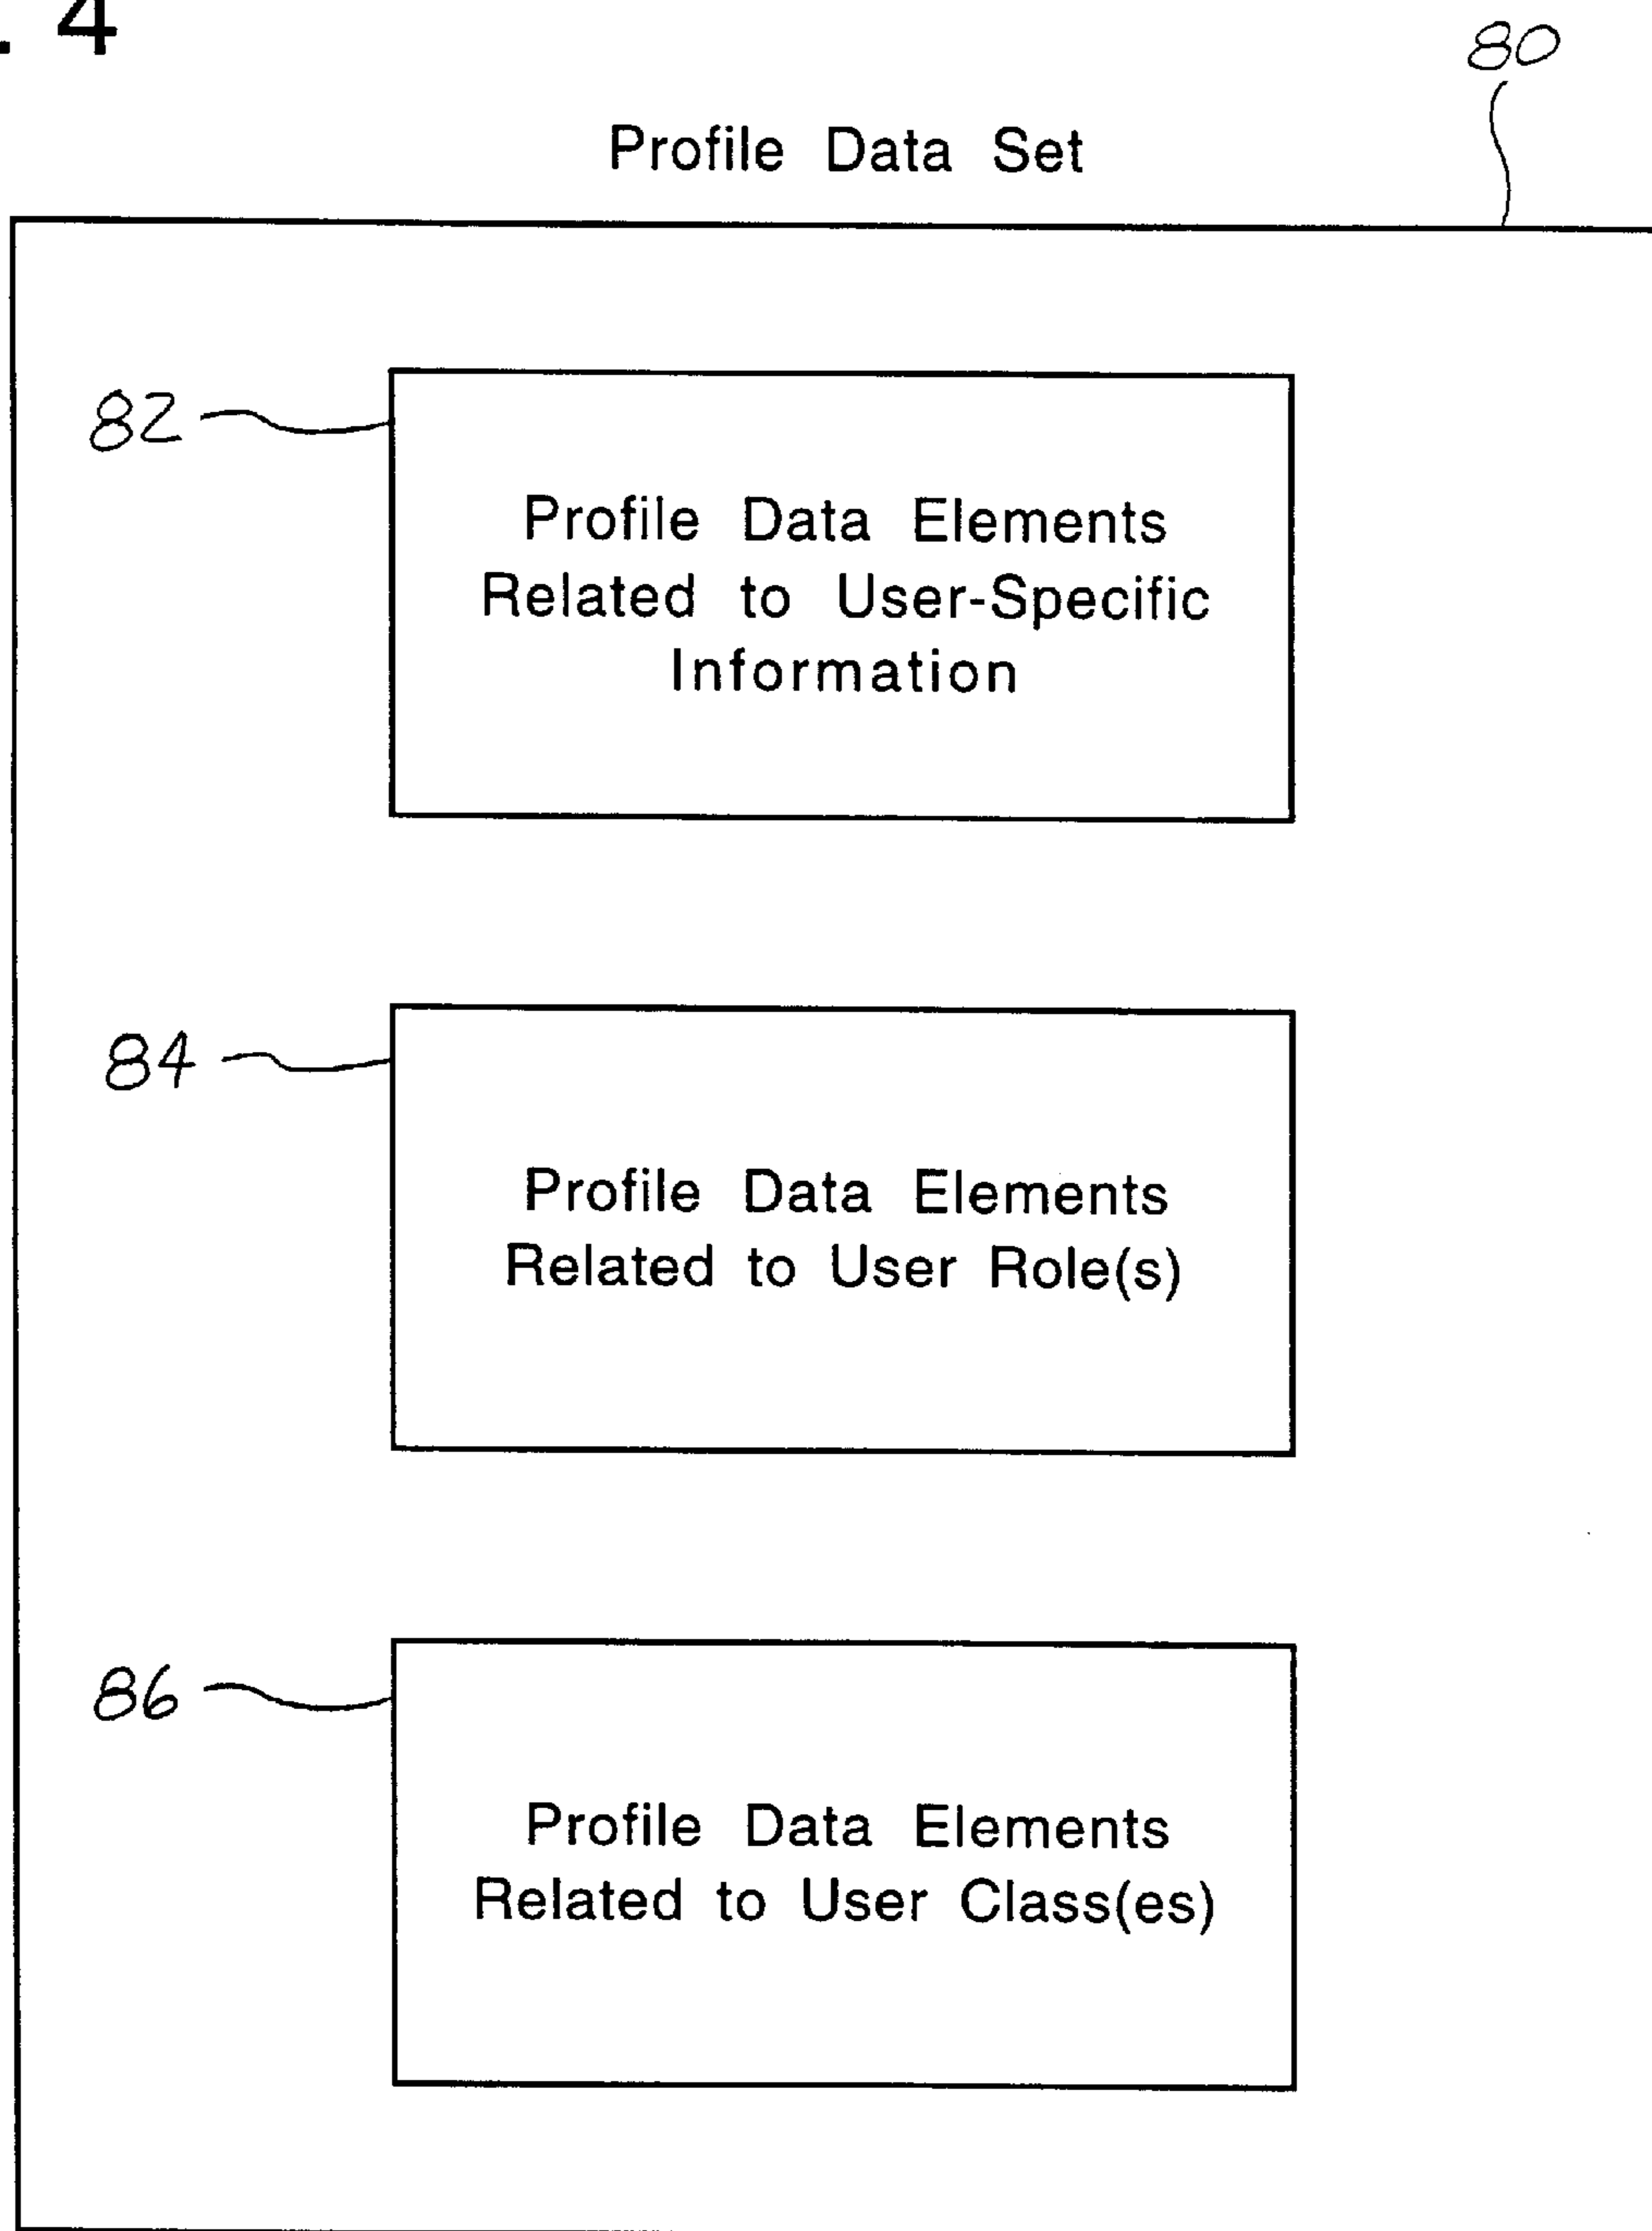 . 4
80
Profile Data Set
82
Profile Data Elements
Related to User-Specific
Information
84
Profile Data Elements
Related to User Role(s)
86
Profile Data Elements
Related to User Class(es)